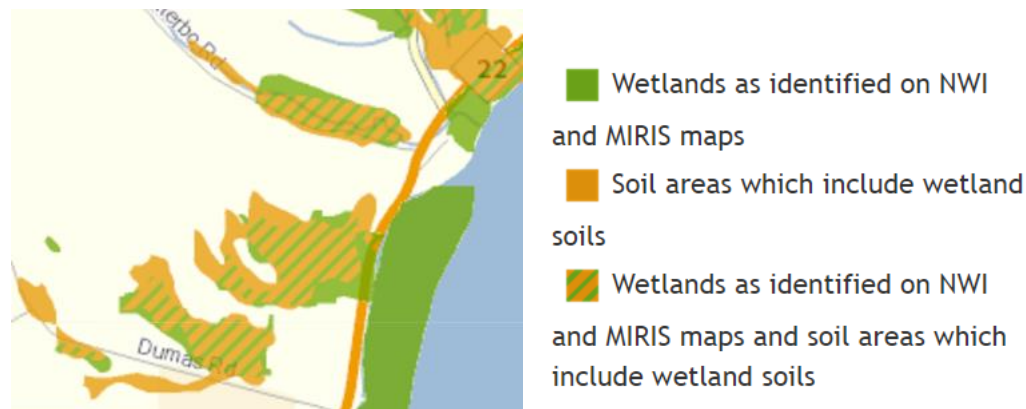 Rd
22
Dumas Rd
Wetlands as identified on NWI
and MIRIS maps
Soil areas which include wetland
soils
Wetlands as identified on NWI
and MIRIS maps and soil areas which
include wetland soils